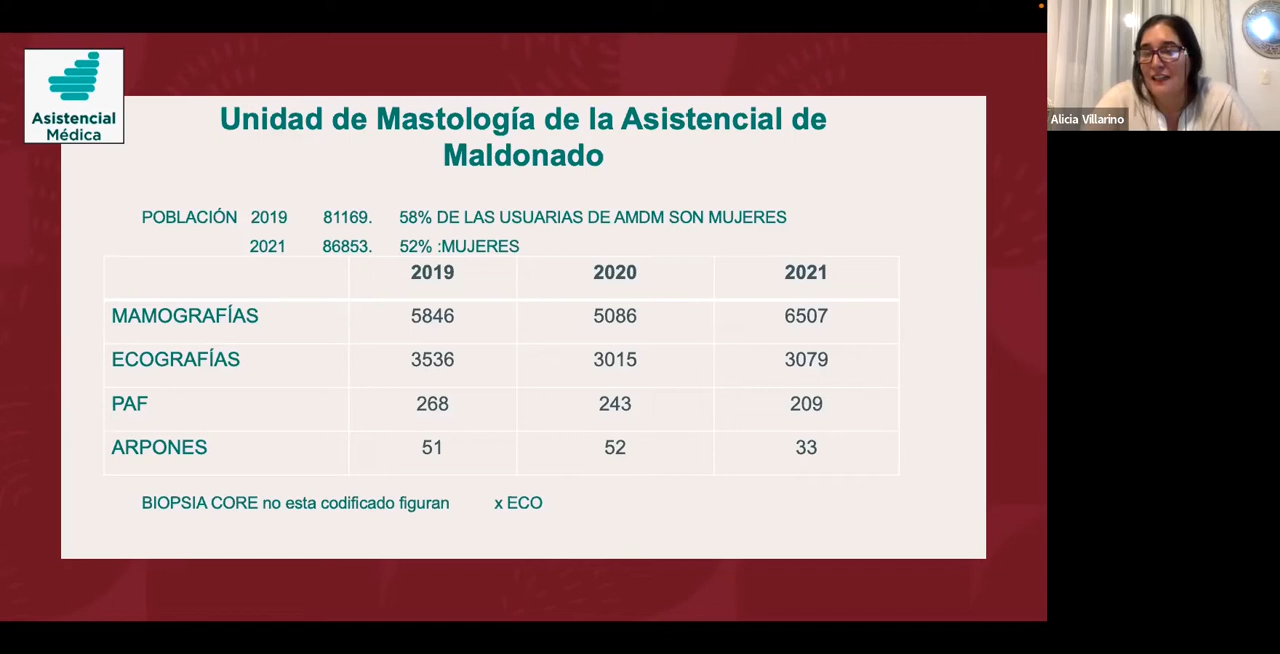 Asistencial
Médica
Unidad de Mastología de la Asistencial de
Maldonado
POBLACIÓN 2019 81169. 58% DE LAS USUARIAS DE AMDM SON MUJERES
2021 86853. 52% :MUJERES
2019 2020 2021
MAMOGRAFÍAS 5846 5086 6507
ECOGRAFÍAS 3536 3015 3079
PAF 268 243 209
ARPONES 51 52 33
BIOPSIA CORE no esta codificado figuran x ECO
Alicia Villarino